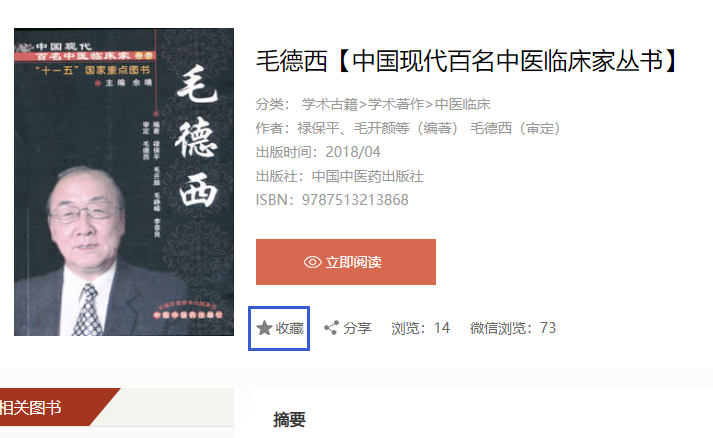 中国现代
百名中医临床家丛书
“十一五”国家重点图书
主编 余靖
毛德西
编著 禄保平 毛开颜 毛峥嵘 李景良
审定 毛德西
中国中医药出版社
毛德西【中国现代百名中医临床家丛书】
分类： 学术古籍>学术著作>中医临床
作者：禄保平、毛开颜等（编著） 毛德西（审定）
出版时间：2018/04
出版社：中国中医药出版社
ISBN：9787513213868
立即阅读
收藏 分享 浏览：14 微信浏览：73
相关图书
摘要